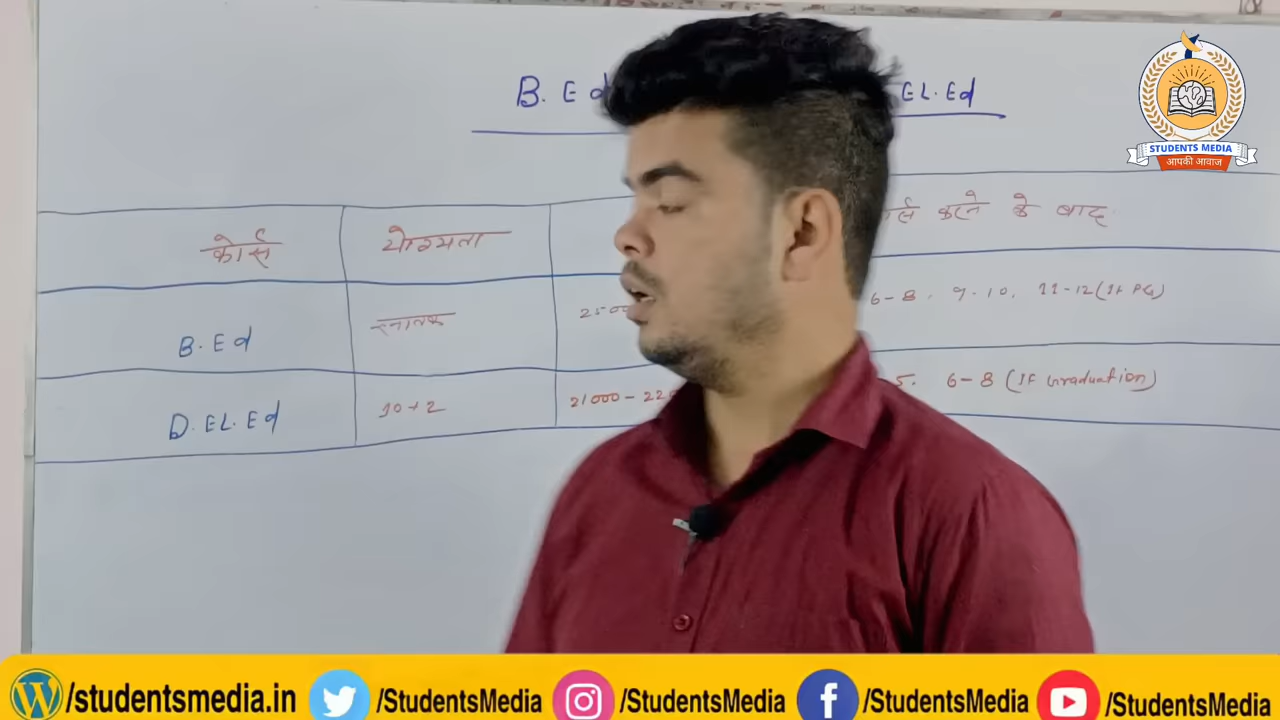 B. Ed EL.Ed
STUDENTS MEDIA
आपकी आवाज
कोर्स योग्यता करने के बाद
B.Ed स्नातक 6-8, 9-10, 11-12 (If PG)
D.EL.Ed 10+2 21000-22 5. 6-8 (If Graduation)
/studentsmedia.in /StudentsMedia /StudentsMedia /StudentsMedia /StudentsMedia